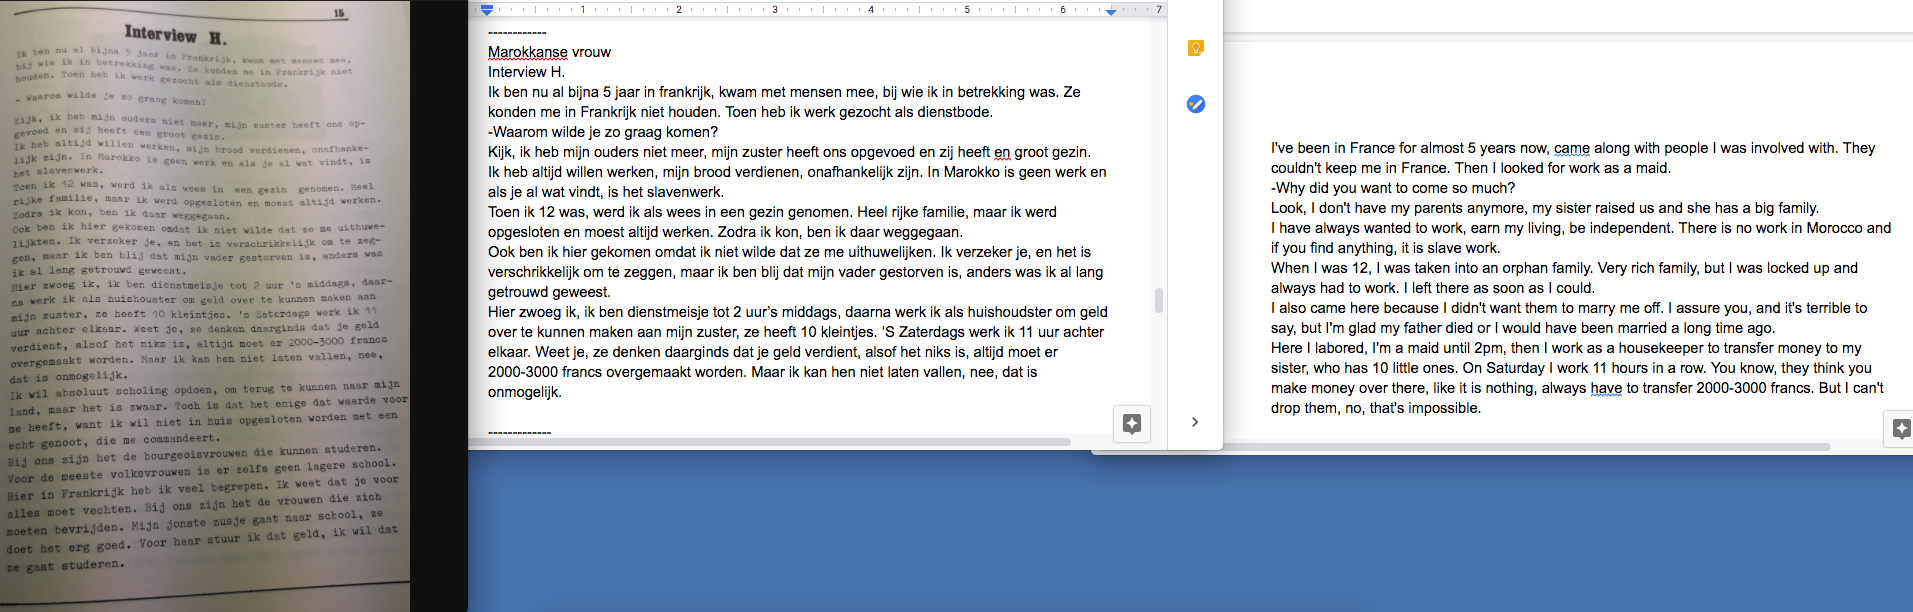 15
Interview H.
Ik ben nu al bijna 5 jaar in Frankrijk, kwam met mensen mee,
bij wie ik in betrekking was. Ze konden me in Frankrijk niet
houden. Toen heb ik werk gezocht als dienstbode.
- Waarom wilde je zo graag komen?
Kijk, ik heb mijn ouders niet meer, mijn zuster heeft ons op-
gevoed en zij heeft een groot gezin.
Ik heb altijd willen werken, mijn brood verdienen, onafhanke-
lijk zijn. In Marokko is geen werk en als je al wat vindt, is
het slavenwerk.
Toen ik 12 was, werd ik als wees in een gezin genomen. Heel
rijke familie, maar ik werd opgesloten en moest altijd werken.
Zodra ik kon, ben ik daar weggegaan.
Ook ben ik hier gekomen omdat ik niet wilde dat ze me uithuwe-
lijkten. Ik verzeker je, en het is verschrikkelijk om te zeg-
gen, maar ik ben blij dat mijn vader gestorven is, anders was
ik al lang getrouwd geweest.
Hier zwoeg ik, ik ben dienstmeisje tot 2 uur 's middags, daar-
na werk ik als huishouster om geld over te kunnen maken aan
mijn zuster, ze heeft 10 kleintjes. 's Zaterdags werk ik 11
uur achter elkaar. Weet je, ze denken daarginds dat je geld
verdient, alsof het niks is, altijd moet er 2000-3000 francs
overgemaakt worden. Maar ik kan hen niet laten vallen, nee,
dat is onmogelijk.
Ik wil absoluut scholing opdoen, om terug te kunnen naar mijn
land, maar het is zwaar. Toch is dat het enige dat waarde voor
me heeft, want ik wil niet in huis opgesloten worden met een
echt genoot, die me commandeert.
Bij ons zijn het de bourgeoisvrouwen die kunnen studeren.
Voor de meeste volksvrouwen is er zelfs geen lagere school.
Hier in Frankrijk heb ik veel begrepen. Ik weet dat je voor
alles moet vechten. Bij ons zijn het de vrouwen die zich
moeten bevrijden. Mijn jonste zusje gaat naar school, ze
doet het erg goed. Voor haar stuur ik dat geld, ik wil dat
ze gaat studeren.
1 2 3 4 5 6 7
------------
Marokkanse vrouw
Interview H.
Ik ben nu al bijna 5 jaar in frankrijk, kwam met mensen mee, bij wie ik in betrekking was. Ze
konden me in Frankrijk niet houden. Toen heb ik werk gezocht als dienstbode.
-Waarom wilde je zo graag komen?
Kijk, ik heb mijn ouders niet meer, mijn zuster heeft ons opgevoed en zij heeft en groot gezin.
Ik heb altijd willen werken, mijn brood verdienen, onafhankelijk zijn. In Marokko is geen werk en
als je al wat vindt, is het slavenwerk.
Toen ik 12 was, werd ik als wees in een gezin genomen. Heel rijke familie, maar ik werd
opgesloten en moest altijd werken. Zodra ik kon, ben ik daar weggegaan.
Ook ben ik hier gekomen omdat ik niet wilde dat ze me uithuwelijken. Ik verzeker je, en het is
verschrikkelijk om te zeggen, maar ik ben blij dat mijn vader gestorven is, anders was ik al lang
getrouwd geweest.
Hier zwoeg ik, ik ben dienstmeisje tot 2 uur's middags, daarna werk ik als huishoudster om geld
over te kunnen maken aan mijn zuster, ze heeft 10 kleintjes. 'S Zaterdags werk ik 11 uur achter
elkaar. Weet je, ze denken daarginds dat je geld verdient, alsof het niks is, altijd moet er
2000-3000 francs overgemaakt worden. Maar ik kan hen niet laten vallen, nee, dat is
onmogelijk.
-------------
I've been in France for almost 5 years now, came along with people I was involved with. They
couldn't keep me in France. Then I looked for work as a maid.
-Why did you want to come so much?
Look, I don't have my parents anymore, my sister raised us and she has a big family.
I have always wanted to work, earn my living, be independent. There is no work in Morocco and
if you find anything, it is slave work.
When I was 12, I was taken into an orphan family. Very rich family, but I was locked up and
always had to work. I left there as soon as I could.
I also came here because I didn't want them to marry me off. I assure you, and it's terrible to
say, but I'm glad my father died or I would have been married a long time ago.
Here I labored, I'm a maid until 2pm, then I work as a housekeeper to transfer money to my
sister, who has 10 little ones. On Saturday I work 11 hours in a row. You know, they think you
make money over there, like it is nothing, always have to transfer 2000-3000 francs. But I can't
drop them, no, that's impossible.